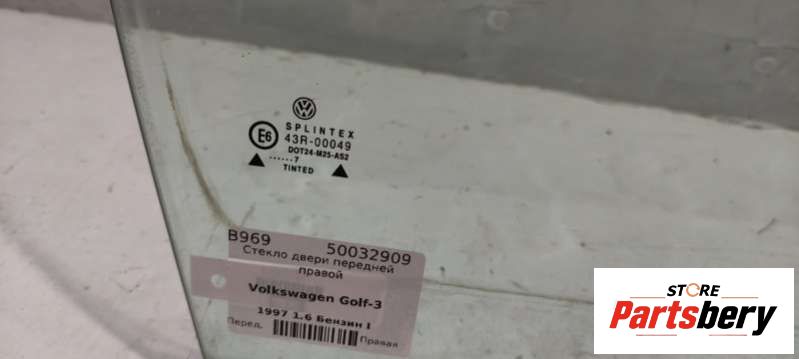 SPLINTEX
E6 43R-00049
DOT24-M25-AS2
......7
TINTED
B969 50032909
Стекло двери передней
правой
Volkswagen Golf-3
1997 1.6 Бензин I
Перед. Правая
STORE
Partsbery